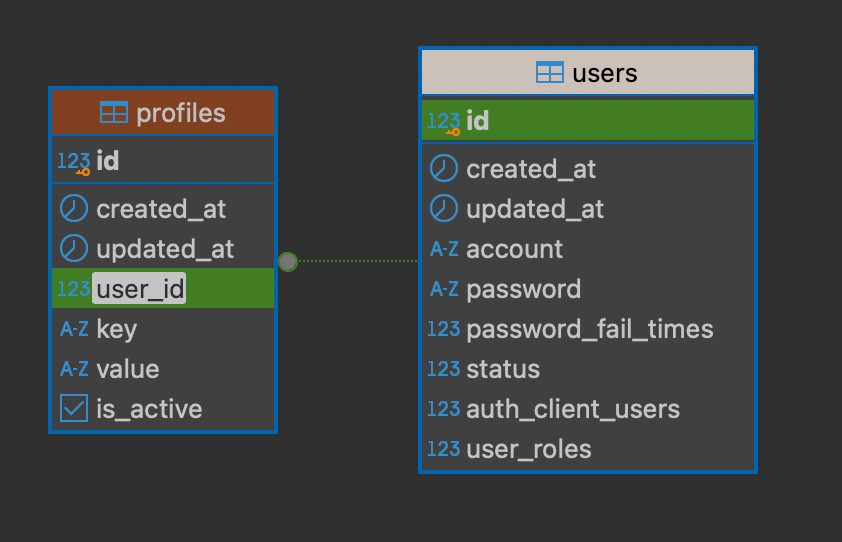 profiles
123 id
created_at
updated_at
123 user_id
A-Z key
A-Z value
is_active
users
123 id
created_at
updated_at
A-Z account
A-Z password
123 password_fail_times
123 status
123 auth_client_users
123 user_roles